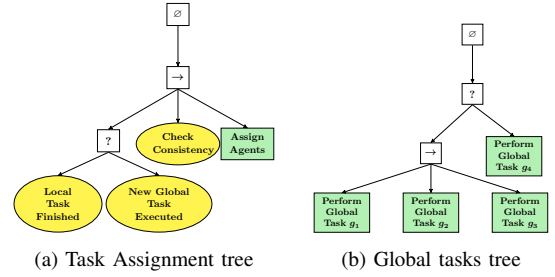 ∅
→
?
Check
Consistency
Assign
Agents
Local
Task
Finished
New Global
Task
Executed
(a) Task Assignment tree
∅
?
→
Perform
Global
Task g₄
Perform
Global
Task g₁
Perform
Global
Task g₂
Perform
Global
Task g₃
(b) Global tasks tree